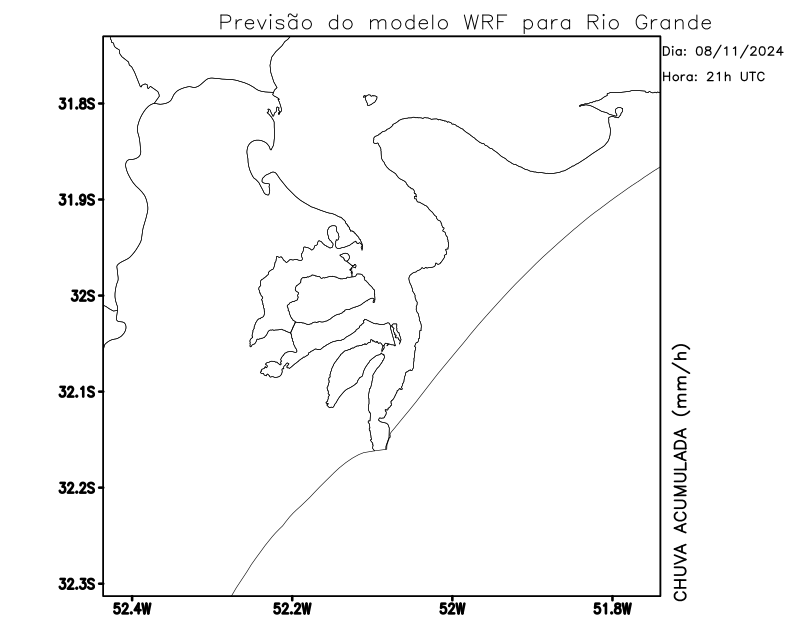 Previsão do modelo WRF para Rio Grande
Dia: 08/11/2024
Hora: 21h UTC
31.8S
31.9S
32S
32.1S
32.2S
32.3S
52.4W
52.2W
52W
51.8W
CHUVA ACUMULADA (mm/h)